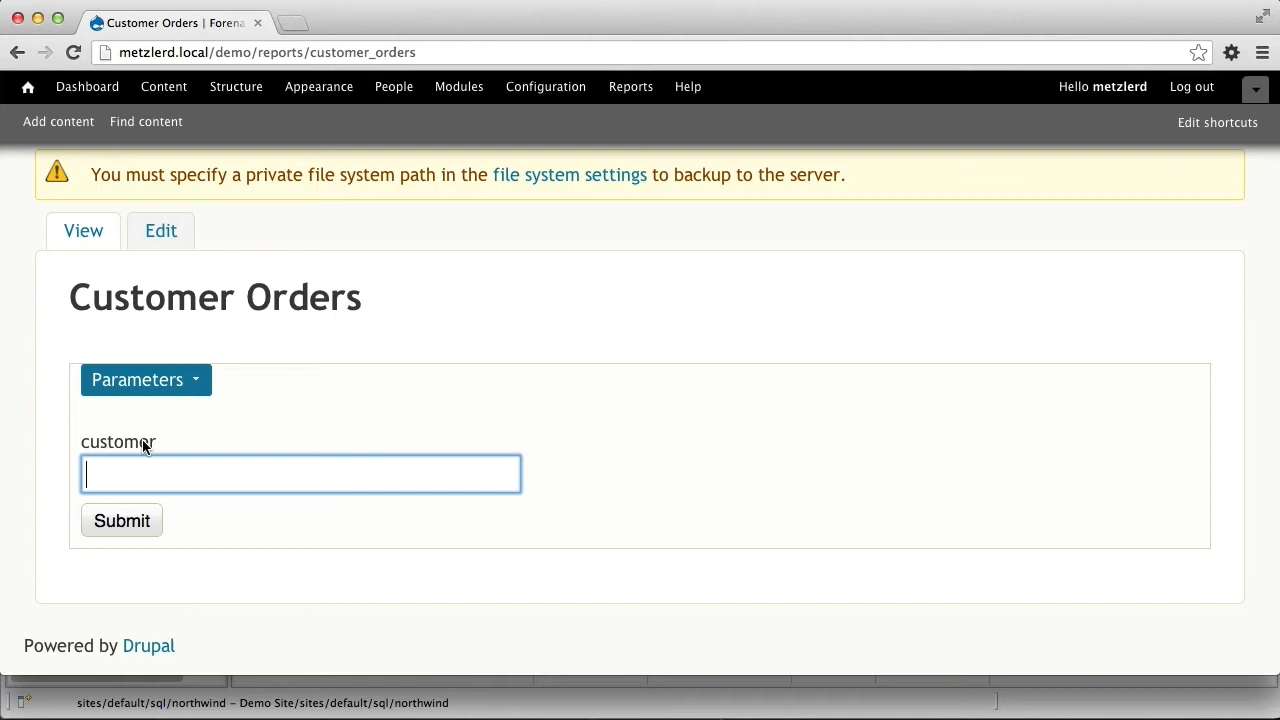 Customer Orders | Forena
metzlerd.local/demo/reports/customer_orders
Dashboard Content Structure Appearance People Modules Configuration Reports Help Hello metzlerd Log out
Add content Find content Edit shortcuts
You must specify a private file system path in the file system settings to backup to the server.
View Edit
Customer Orders
Parameters
customer
Submit
Powered by Drupal
sites/default/sql/northwind – Demo Site/sites/default/sql/northwind